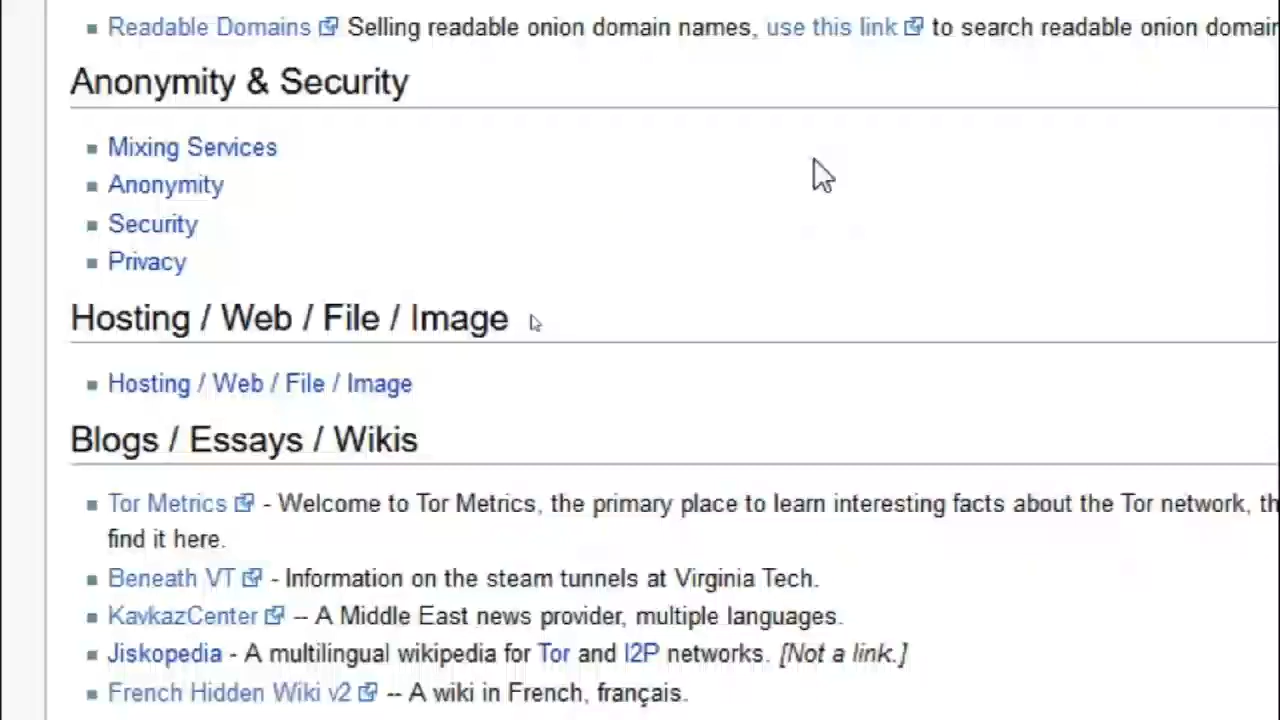 Readable Domains Selling readable onion domain names, use this link to search readable onion domain
Anonymity & Security
Mixing Services
Anonymity
Security
Privacy
Hosting / Web / File / Image
Hosting / Web / File / Image
Blogs / Essays / Wikis
Tor Metrics - Welcome to Tor Metrics, the primary place to learn interesting facts about the Tor network,
find it here.
Beneath VT - Information on the steam tunnels at Virginia Tech.
KavkazCenter -- A Middle East news provider, multiple languages.
Jiskopedia - A multilingual wikipedia for Tor and I2P networks. [Not a link.]
French Hidden Wiki v2 -- A wiki in French, français.